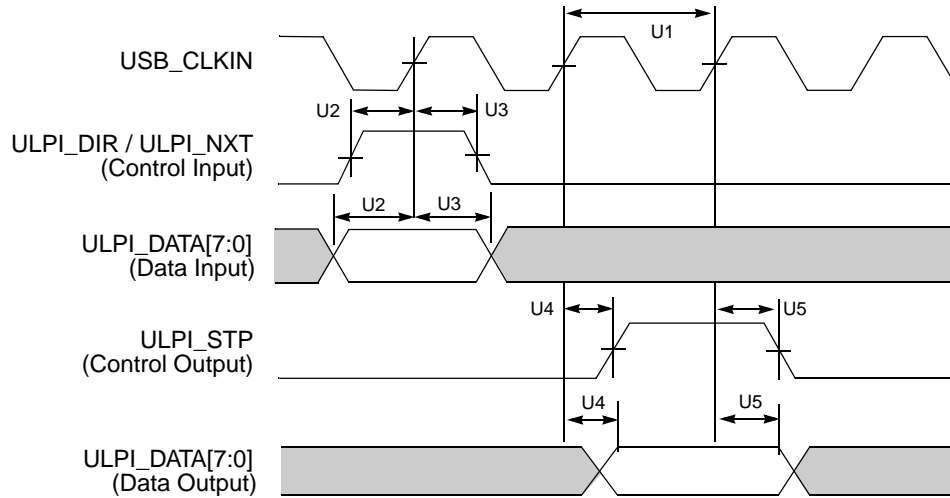 U1
USB_CLKIN
U2
U3
ULPI_DIR / ULPI_NXT
(Control Input)
U2
U3
ULPI_DATA[7:0]
(Data Input)
U4
U5
ULPI_STP
(Control Output)
U4
U5
ULPI_DATA[7:0]
(Data Output)